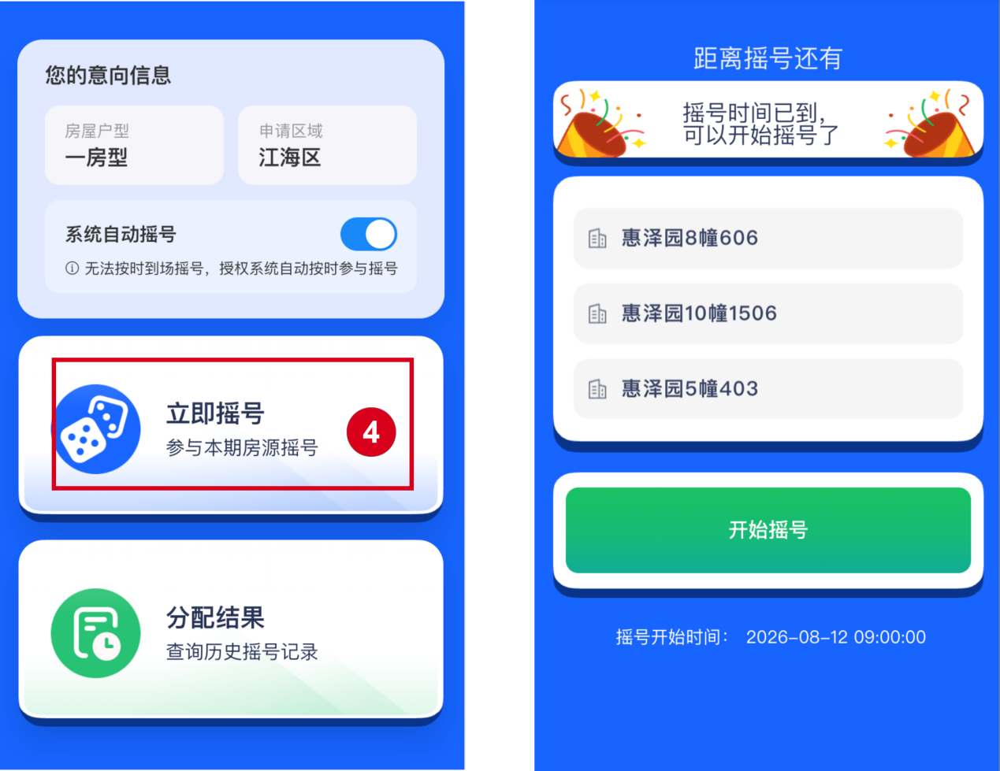 您的意向信息
房屋户型
一房型
申请区域
江海区
系统自动摇号
无法按时到场摇号，授权系统自动按时参与摇号
立即摇号
参与本期房源摇号
4
分配结果
查询历史摇号记录
距离摇号还有
摇号时间已到，
可以开始摇号了
惠泽园8幢606
惠泽园10幢1506
惠泽园5幢403
开始摇号
摇号开始时间： 2026-08-12 09:00:00